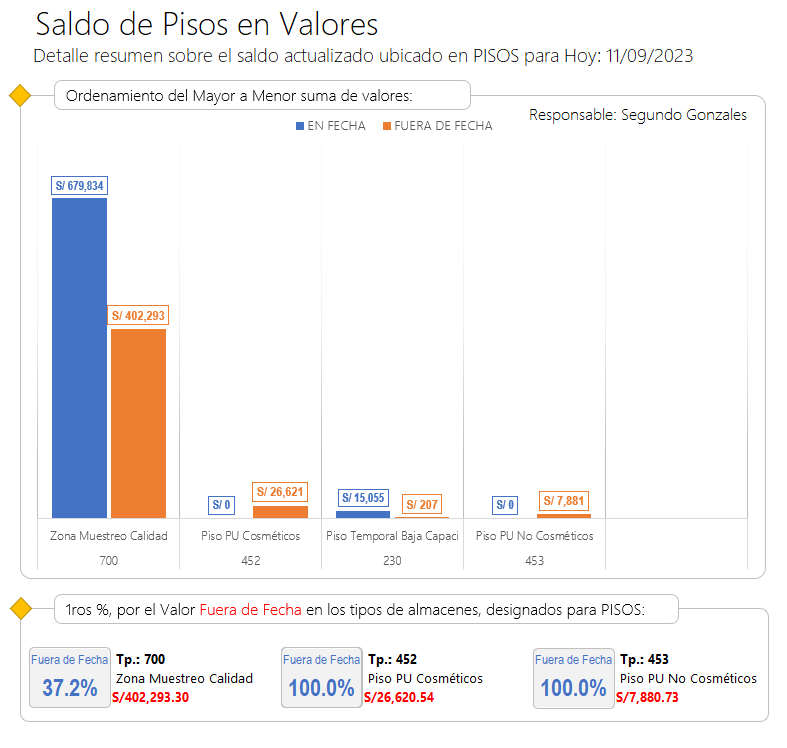 Saldo de Pisos en Valores
Detalle resumen sobre el saldo actualizado ubicado en PISOS para Hoy: 11/09/2023
Ordenamiento del Mayor a Menor suma de valores:
Responsable: Segundo Gonzales
EN FECHA FUERA DE FECHA
S/ 679,834
S/ 402,293
S/ 0
S/ 26,621
S/ 15,055
S/ 207
S/ 0
S/ 7,881
Zona Muestreo Calidad Piso PU Cosméticos Piso Temporal Baja Capaci Piso PU No Cosméticos
700 452 230 453
1ros %, por el Valor Fuera de Fecha en los tipos de almacenes, designados para PISOS:
Fuera de Fecha
37.2%
Tp.: 700
Zona Muestreo Calidad
S/402,293.30
Fuera de Fecha
100.0%
Tp.: 452
Piso PU Cosméticos
S/26,620.54
Fuera de Fecha
100.0%
Tp.: 453
Piso PU No Cosméticos
S/7,880.73